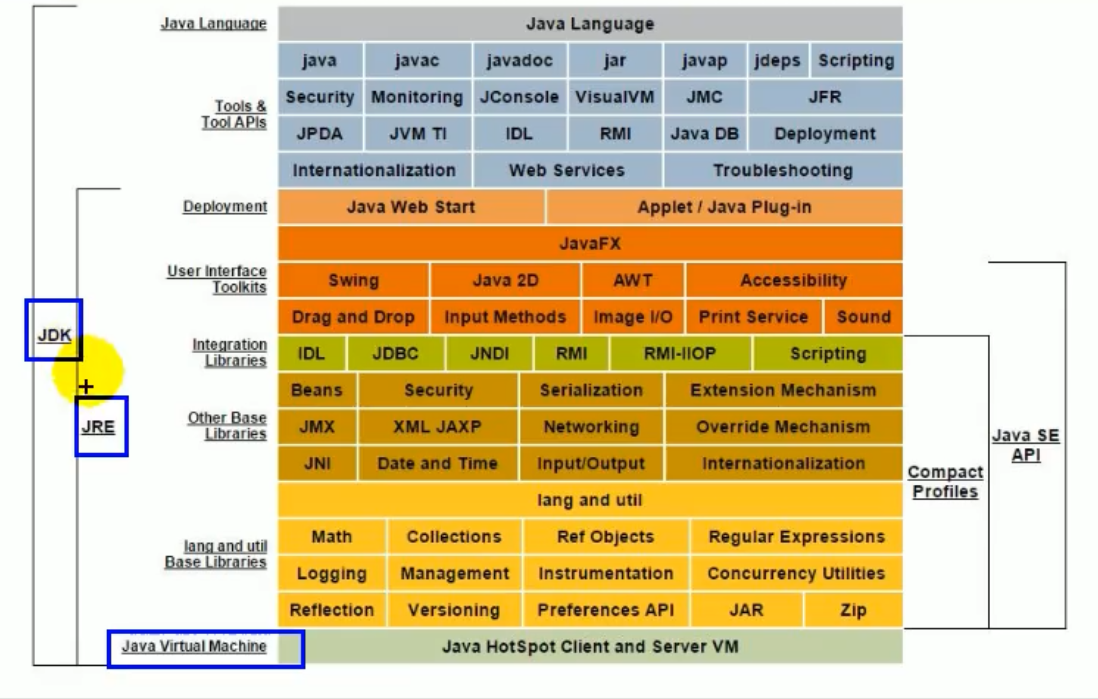 Java Language Java Language
java javac javadoc jar javap jdeps Scripting
Security Monitoring JConsole VisualVM JMC JFR
Tools &
Tool APIs
JPDA JVM TI IDL RMI Java DB Deployment
Internationalization Web Services Troubleshooting
Deployment Java Web Start Applet / Java Plug-in
JavaFX
User Interface
Toolkits
Swing Java 2D AWT Accessibility
Drag and Drop Input Methods Image I/O Print Service Sound
JDK
Integration
Libraries
IDL JDBC JNDI RMI RMI-IIOP Scripting
Beans Security Serialization Extension Mechanism
JRE
Other Base
Libraries
JMX XML JAXP Networking Override Mechanism
Java SE
API
JNI Date and Time Input/Output Internationalization
Compact
Profiles
lang and util
Math Collections Ref Objects Regular Expressions
lang and util
Base Libraries
Logging Management Instrumentation Concurrency Utilities
Reflection Versioning Preferences API JAR Zip
Java Virtual Machine Java HotSpot Client and Server VM